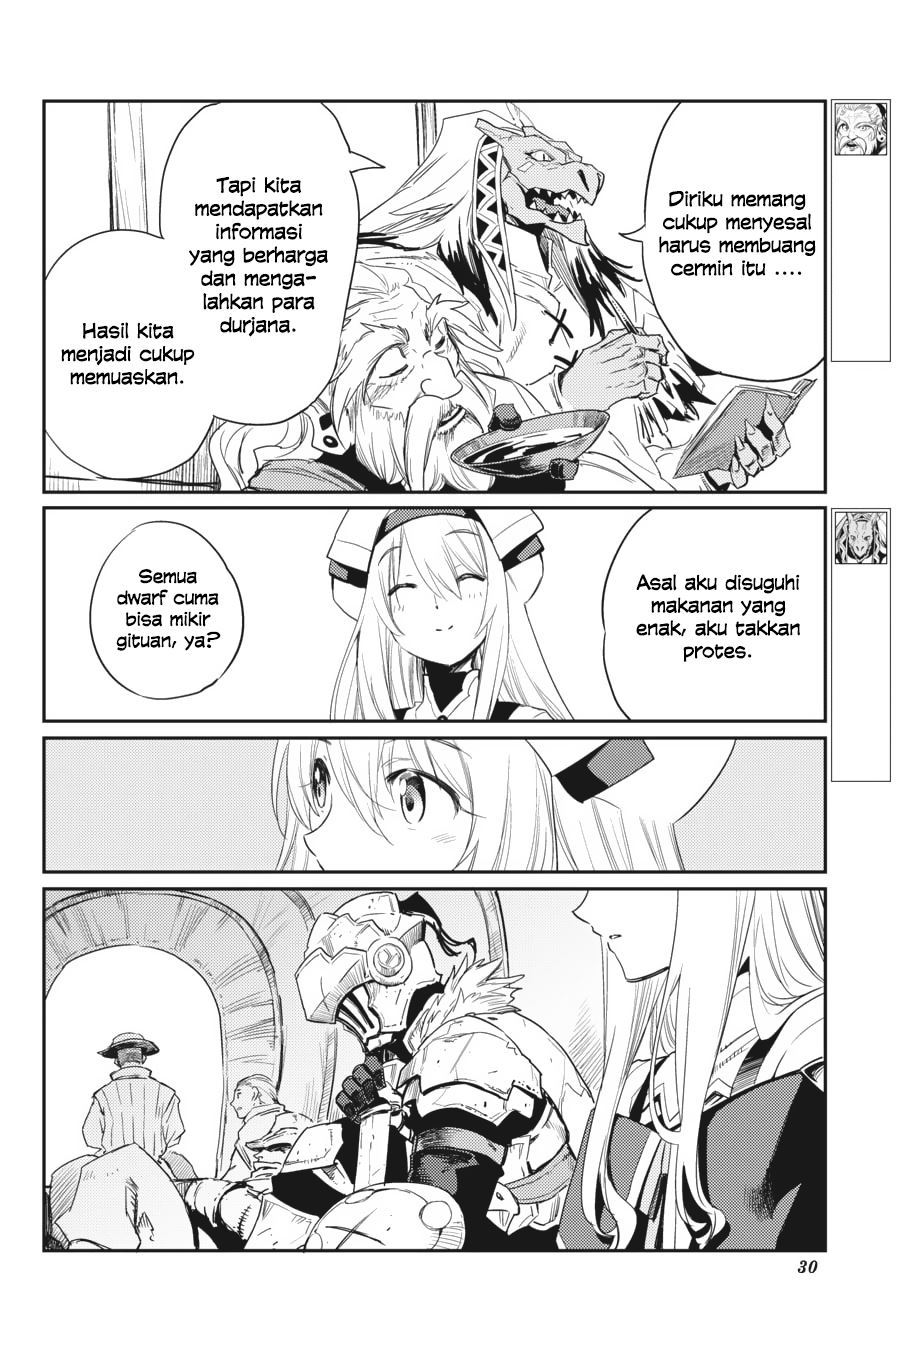 Diriku memang
cukup menyesal
harus membuang
cermin itu ....
Tapi kita
mendapatkan
informasi
yang berharga
dan menga-
lahkan para
durjana.
Hasil kita
menjadi cukup
memuaskan.
Asal aku disuguhi
makanan yang
enak, aku takkan
protes.
Semua
dwarf cuma
bisa mikir
gituan, ya?
30